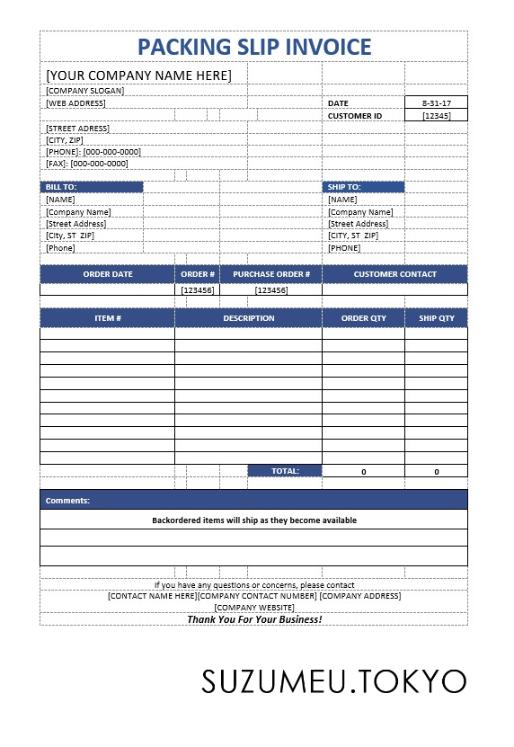 PACKING SLIP INVOICE
[YOUR COMPANY NAME HERE]
[COMPANY SLOGAN]
[WEB ADDRESS] DATE 8-31-17
CUSTOMER ID [12345]
[STREET ADRESS]
[CITY, ZIP]
[PHONE]: [000-000-0000]
[FAX]: [000-000-0000]
BILL TO: SHIP TO:
[NAME] [NAME]
[Company Name] [Company Name]
[Street Address] [Street Address]
[City, ST ZIP] [CITY, ST ZIP]
[Phone] [PHONE]
ORDER DATE ORDER # PURCHASE ORDER # CUSTOMER CONTACT
[123456] [123456]
ITEM # DESCRIPTION ORDER QTY SHIP QTY
TOTAL: 0 0
Comments:
Backordered items will ship as they become available
If you have any questions or concerns, please contact
[CONTACT NAME HERE][COMPANY CONTACT NUMBER] [COMPANY ADDRESS]
[COMPANY WEBSITE]
Thank You For Your Business!
SUZUMEU.TOKYO